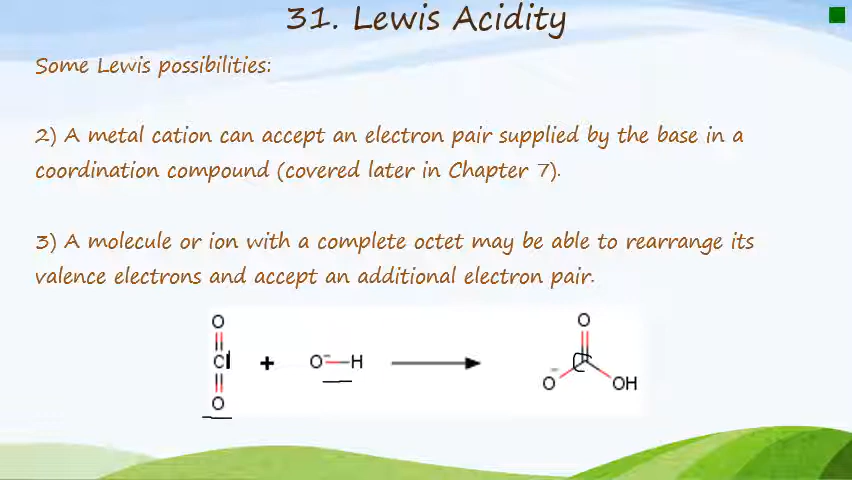 31. Lewis Acidity
Some Lewis possibilities:
2) A metal cation can accept an electron pair supplied by the base in a
coordination compound (covered later in Chapter 7).
3) A molecule or ion with a complete octet may be able to rearrange its
valence electrons and accept an additional electron pair.
O
Cl + O⁻—H
O
O
C
O⁻ OH